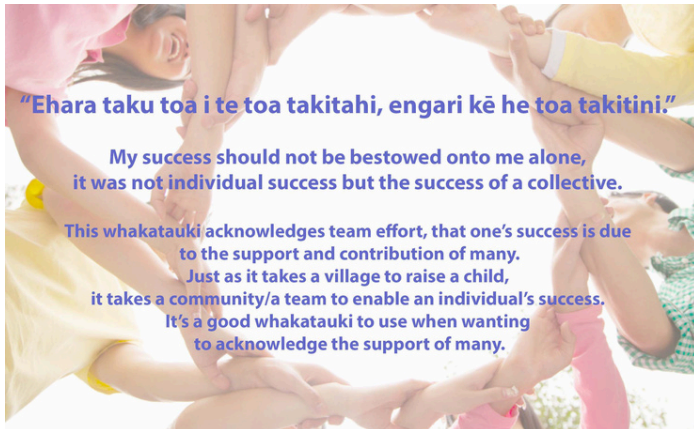 “Ehara taku toa i te toa takitahi, engari kē he toa takitini.”
My success should not be bestowed onto me alone,
it was not individual success but the success of a collective.
This whakatauki acknowledges team effort, that one’s success is due
to the support and contribution of many.
Just as it takes a village to raise a child,
it takes a community/a team to enable an individual’s success.
It’s a good whakatauki to use when wanting
to acknowledge the support of many.